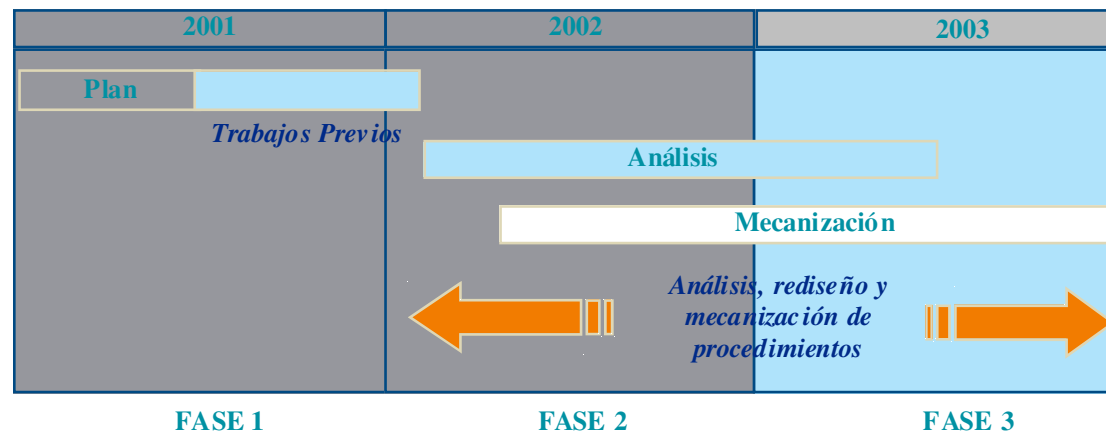 2001 2002 2003
Plan
Trabajos Previos
Análisis
Mecanización
Análisis, rediseño y
mecanización de
procedimientos
FASE 1 FASE 2 FASE 3